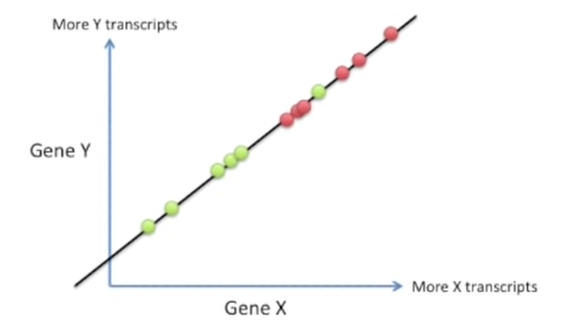 More Y transcripts
Gene Y
More X transcripts
Gene X